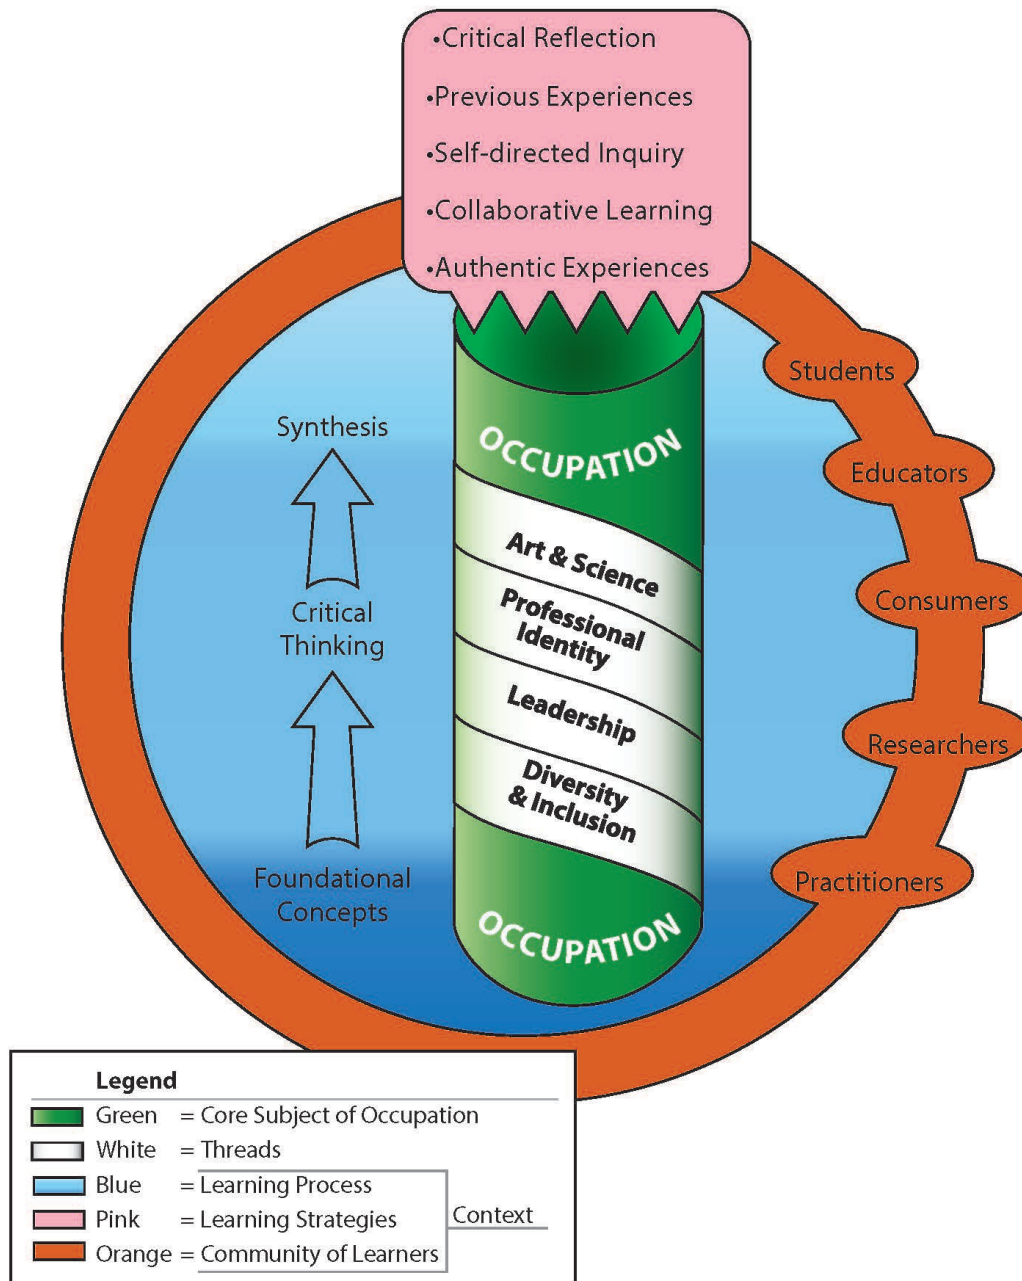 •Critical Reflection
•Previous Experiences
•Self-directed Inquiry
•Collaborative Learning
•Authentic Experiences
Synthesis
Critical
Thinking
Foundational
Concepts
OCCUPATION
Art & Science
Professional
Identity
Leadership
Diversity
& Inclusion
OCCUPATION
Students
Educators
Consumers
Researchers
Practitioners
Legend
Green = Core Subject of Occupation
White = Threads
Blue = Learning Process
Pink = Learning Strategies
Context
Orange = Community of Learners